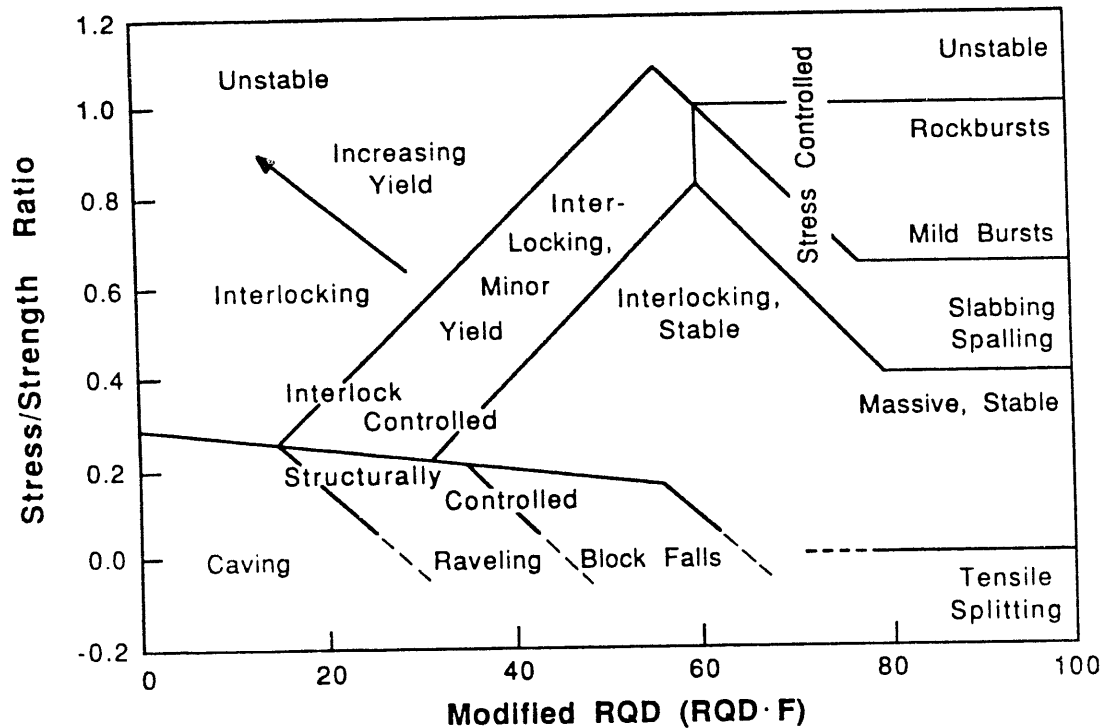 1.2
1.0
0.8
0.6
0.4
0.2
0.0
-0.2
Stress/Strength Ratio
Unstable
Increasing
Yield
Interlocking
Inter-
Locking,
Minor
Yield
Interlocking,
Stable
Stress Controlled
Unstable
Rockbursts
Mild Bursts
Slabbing
Spalling
Massive, Stable
Interlock
Controlled
Structurally
Controlled
Caving
Raveling
Block Falls
Tensile
Splitting
0 20 40 60 80 100
Modified RQD (RQD·F)